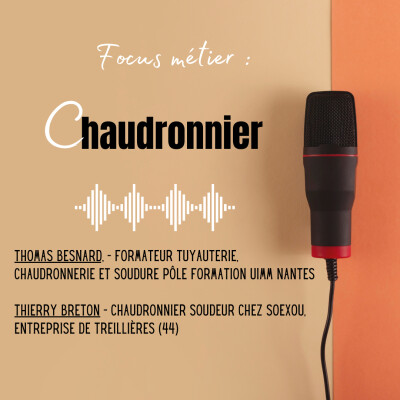 Focus métier :
Chaudronnier
THOMAS BESNARD, - FORMATEUR TUYAUTERIE,
CHAUDRONNERIE ET SOUDURE PÔLE FORMATION UIMM NANTES
THIERRY BRETON - CHAUDRONNIER SOUDEUR CHEZ SOEXOU,
ENTREPRISE DE TREILLIÈRES (44)